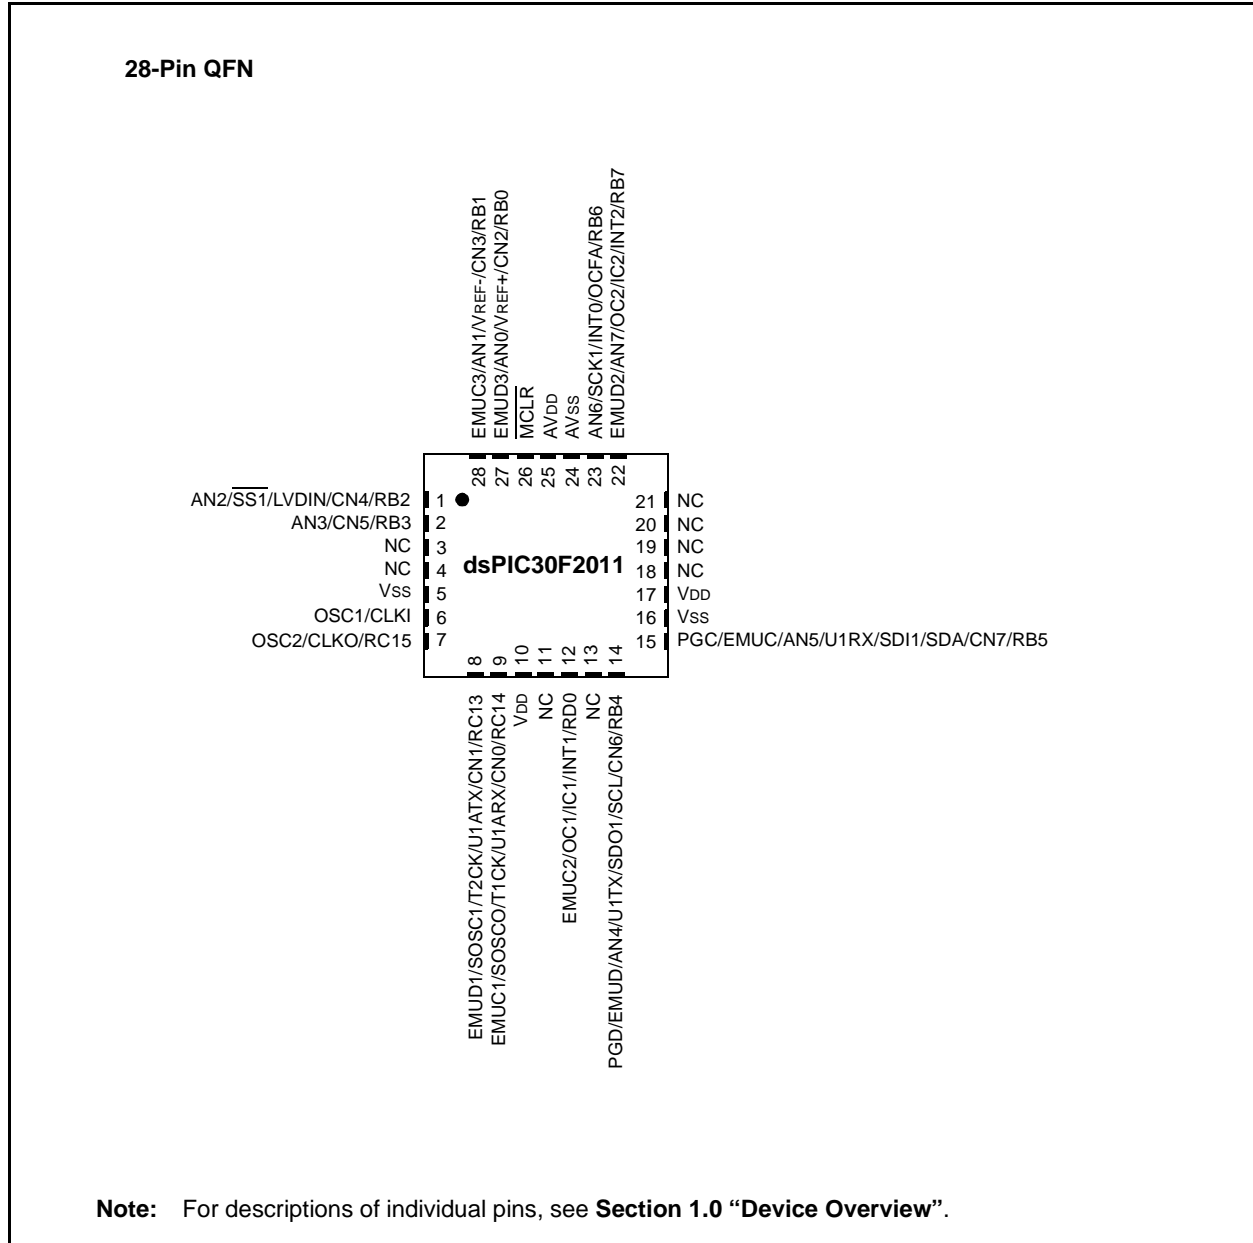 28-Pin QFN
EMUC3/AN1/VREF-/CN3/RB1
EMUD3/AN0/VREF+/CN2/RB0
MCLR
AVDD
AVSS
AN6/SCK1/INT0/OCFA/RB6
EMUD2/AN7/OC2/IC2/INT2/RB7
28 27 26 25 24 23 22
AN2/SS1/LVDIN/CN4/RB2 1
AN3/CN5/RB3 2
NC 3
NC 4
VSS 5
OSC1/CLKI 6
OSC2/CLKO/RC15 7
dsPIC30F2011
21 NC
20 NC
19 NC
18 NC
17 VDD
16 VSS
15 PGC/EMUC/AN5/U1RX/SDI1/SDA/CN7/RB5
8 9 10 11 12 13 14
EMUD1/SOSC1/T2CK/U1ATX/CN1/RC13
EMUC1/SOSCO/T1CK/U1ARX/CN0/RC14
VDD
NC
EMUC2/OC1/IC1/INT1/RD0
NC
PGD/EMUD/AN4/U1TX/SDO1/SCL/CN6/RB4
Note: For descriptions of individual pins, see Section 1.0 “Device Overview”.